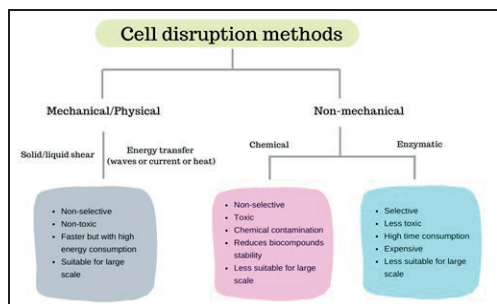 Cell disruption methods
Mechanical/Physical
Non-mechanical
Solid/liquid shear
Energy transfer
(waves or current or heat)
Chemical
Enzymatic
• Non-selective
• Non-toxic
• Faster but with high
energy consumption
• Suitable for large
scale
• Non-selective
• Toxic
• Chemical contamination
• Reduces biocompounds
stability
• Less suitable for large
scale
• Selective
• Less toxic
• High time consumption
• Expensive
• Less suitable for large
scale